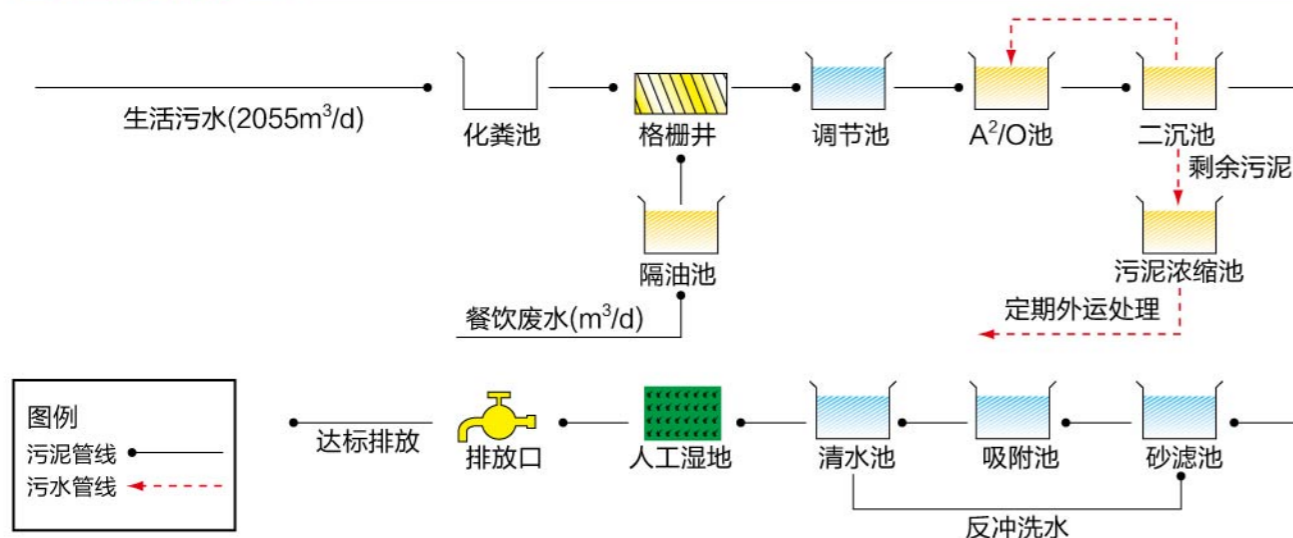 生活污水(2055m³/d)
化粪池
格栅井
调节池
A²/O池
二沉池
剩余污泥
隔油池
污泥浓缩池
餐饮废水(m³/d)
定期外运处理
图例
污泥管线
污水管线
达标排放
排放口
人工湿地
清水池
吸附池
砂滤池
反冲洗水